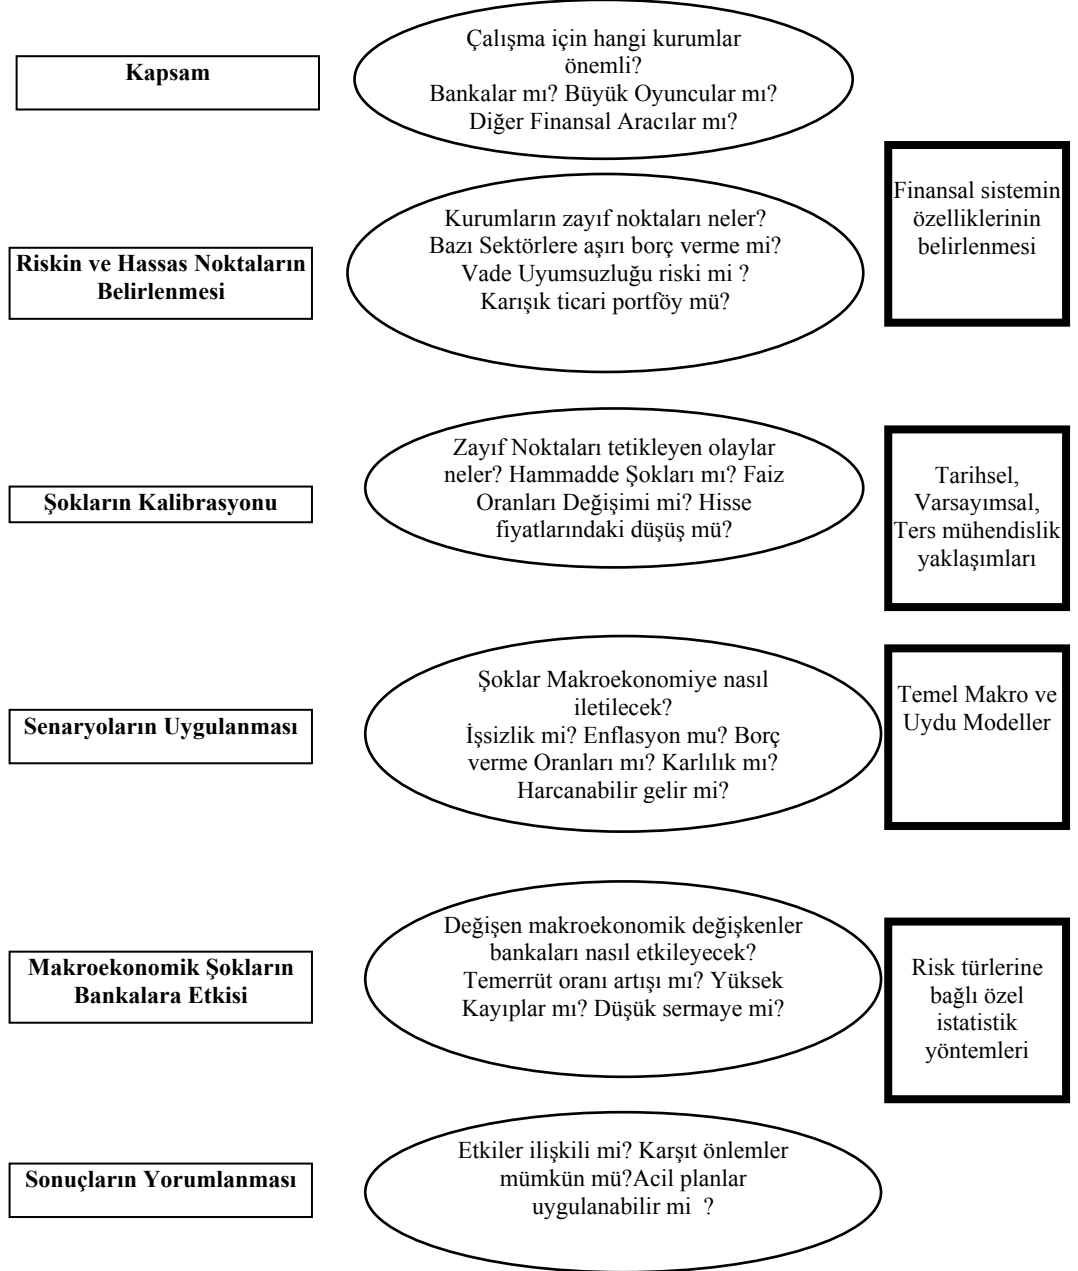 Kapsam
Çalışma için hangi kurumlar
önemli?
Bankalar mı? Büyük Oyuncular mı?
Diğer Finansal Aracılar mı?
Riskin ve Hassas Noktaların
Belirlenmesi
Kurumların zayıf noktaları neler?
Bazı Sektörlere aşırı borç verme mi?
Vade Uyumsuzluğu riski mi ?
Karışık ticari portföy mü?
Finansal sistemin
özelliklerinin
belirlenmesi
Şokların Kalibrasyonu
Zayıf Noktaları tetikleyen olaylar
neler? Hammadde Şokları mı? Faiz
Oranları Değişimi mi? Hisse
fiyatlarındaki düşüş mü?
Tarihsel,
Varsayımsal,
Ters mühendislik
yaklaşımları
Senaryoların Uygulanması
Şoklar Makroekonomiye nasıl
iletilecek?
İşsizlik mi? Enflasyon mu? Borç
verme Oranları mı? Karlılık mı?
Harcanabilir gelir mi?
Temel Makro ve
Uydu Modeller
Makroekonomik Şokların
Bankalara Etkisi
Değişen makroekonomik değişkenler
bankaları nasıl etkileyecek?
Temerrüt oranı artışı mı? Yüksek
Kayıplar mı? Düşük sermaye mi?
Risk türlerine
bağlı özel
istatistik
yöntemleri
Sonuçların Yorumlanması
Etkiler ilişkili mi? Karşıt önlemler
mümkün mü?Acil planlar
uygulanabilir mi  ?